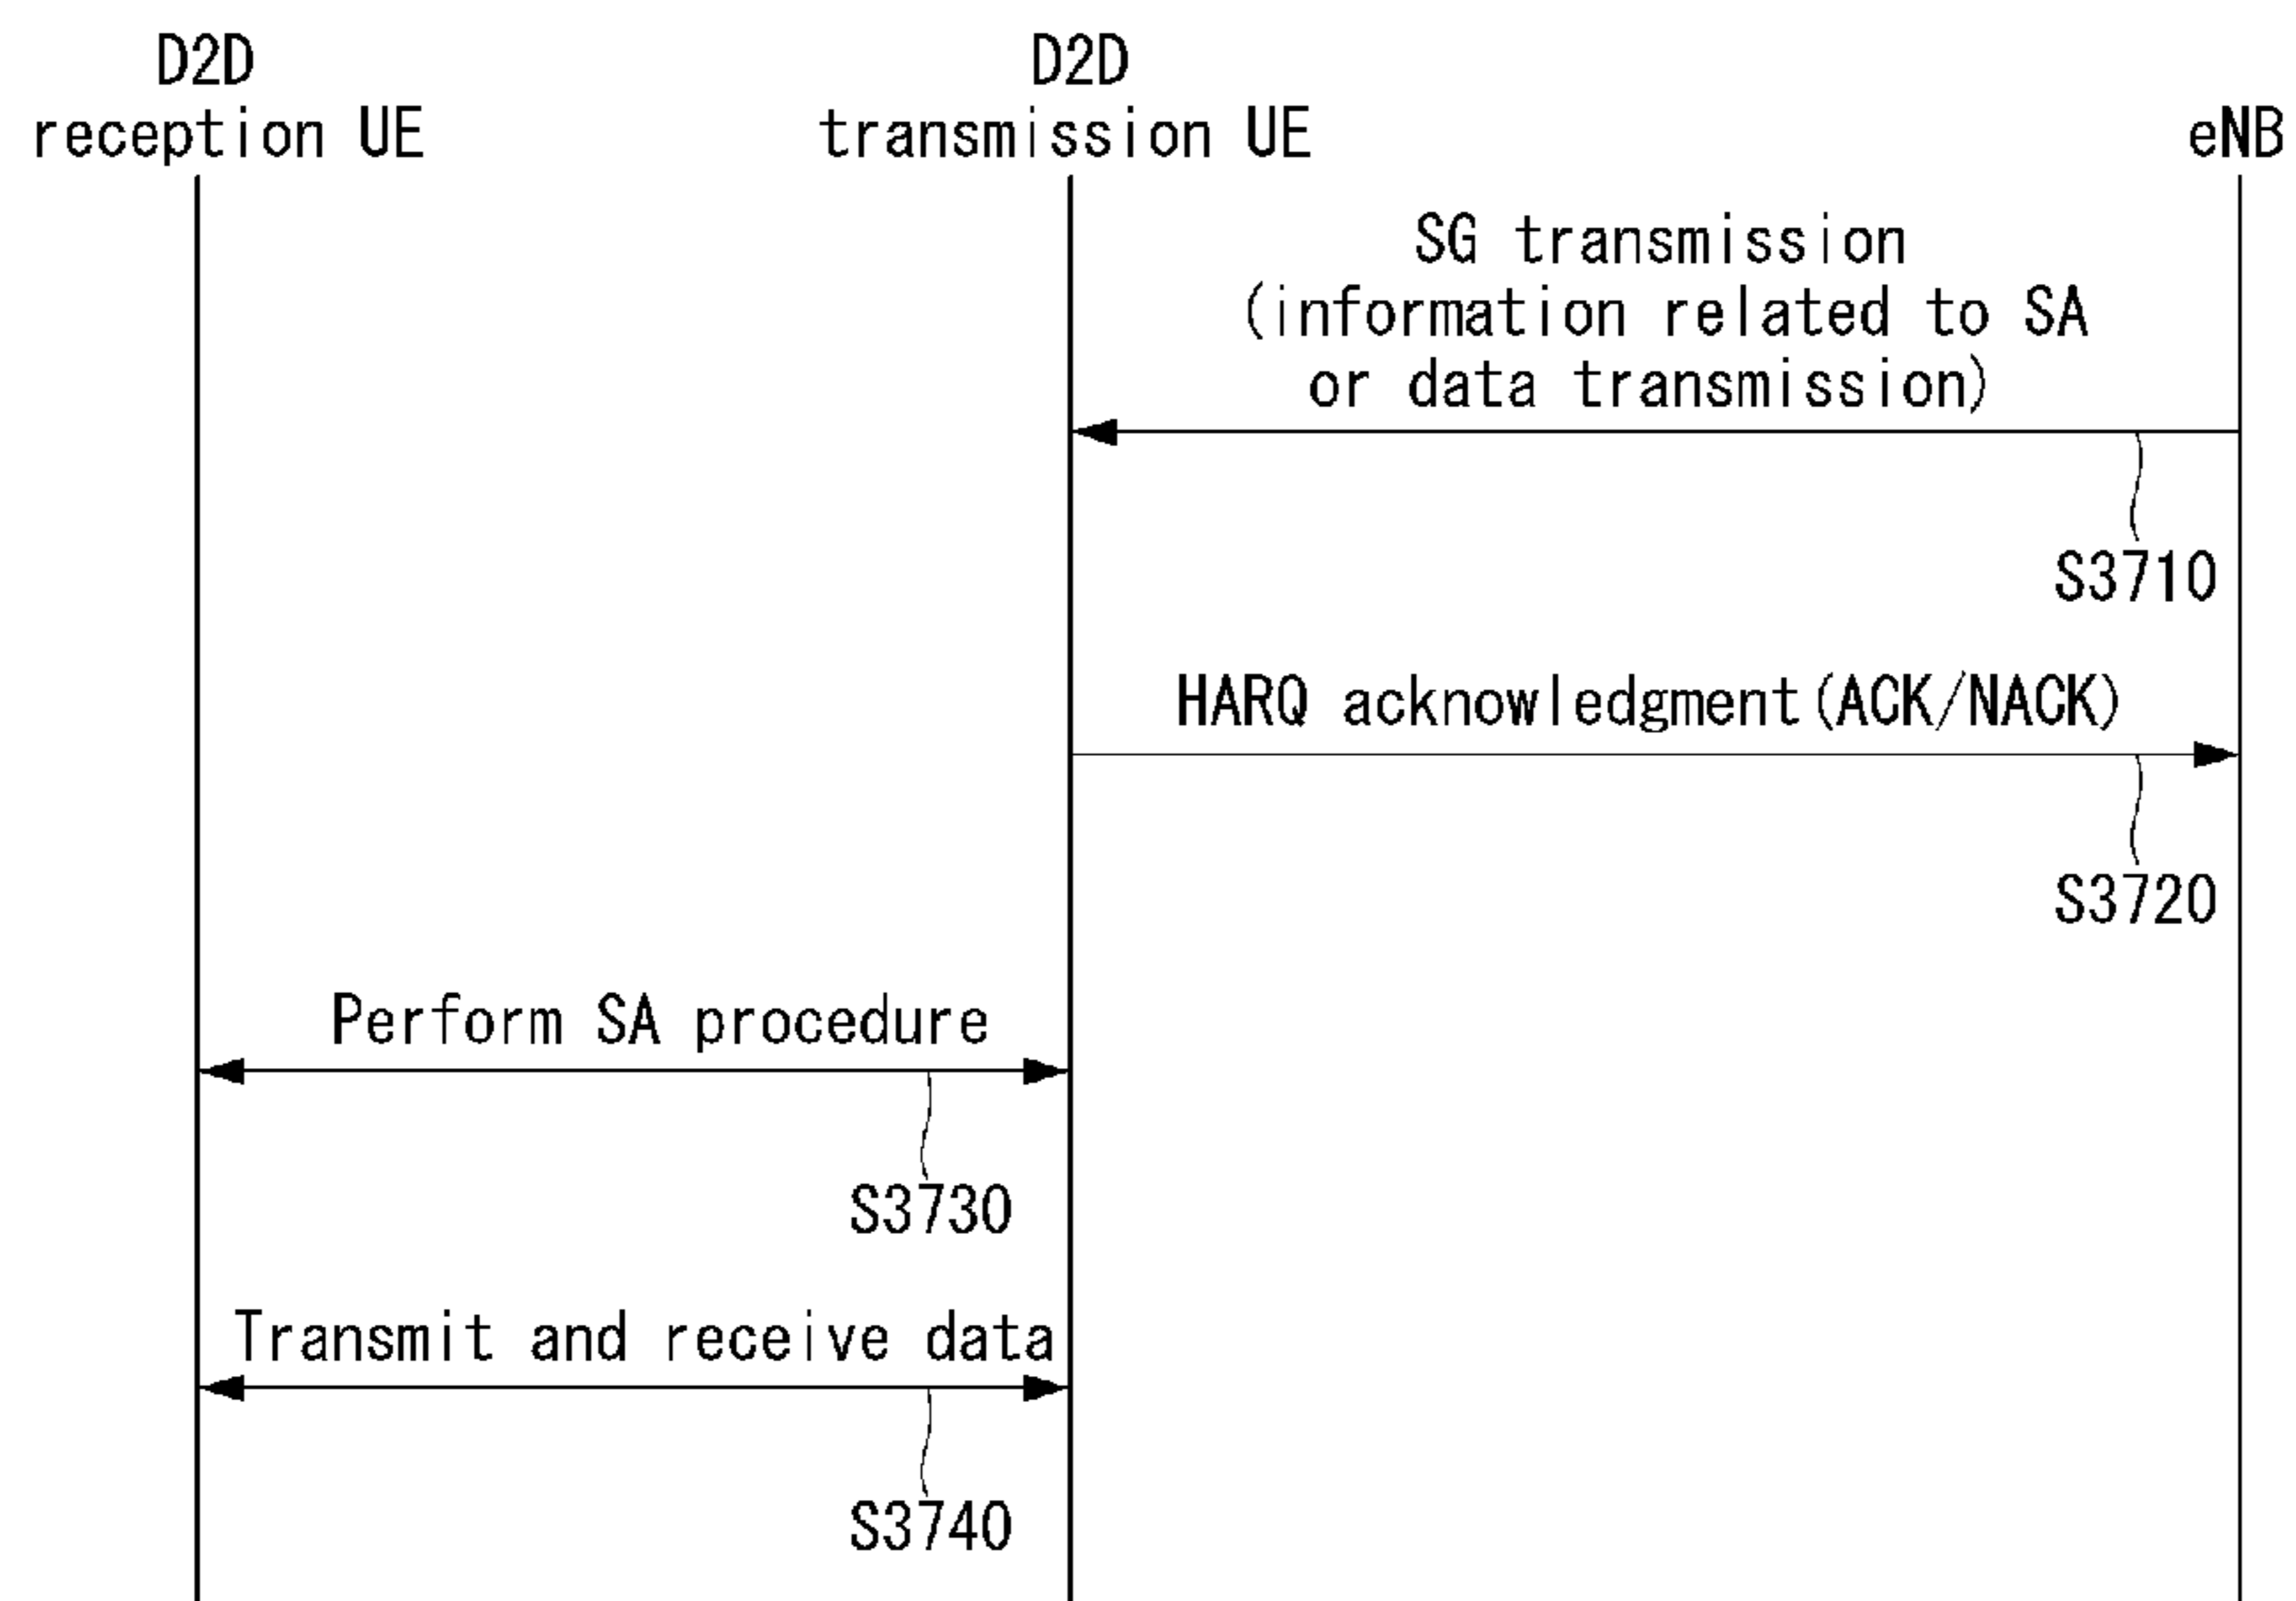 D2D
reception UE
D2D
transmission UE
eNB
SG transmission
(information related to SA
or data transmission)
S3710
HARQ acknowledgment(ACK/NACK)
S3720
Perform SA procedure
S3730
Transmit and receive data
S3740